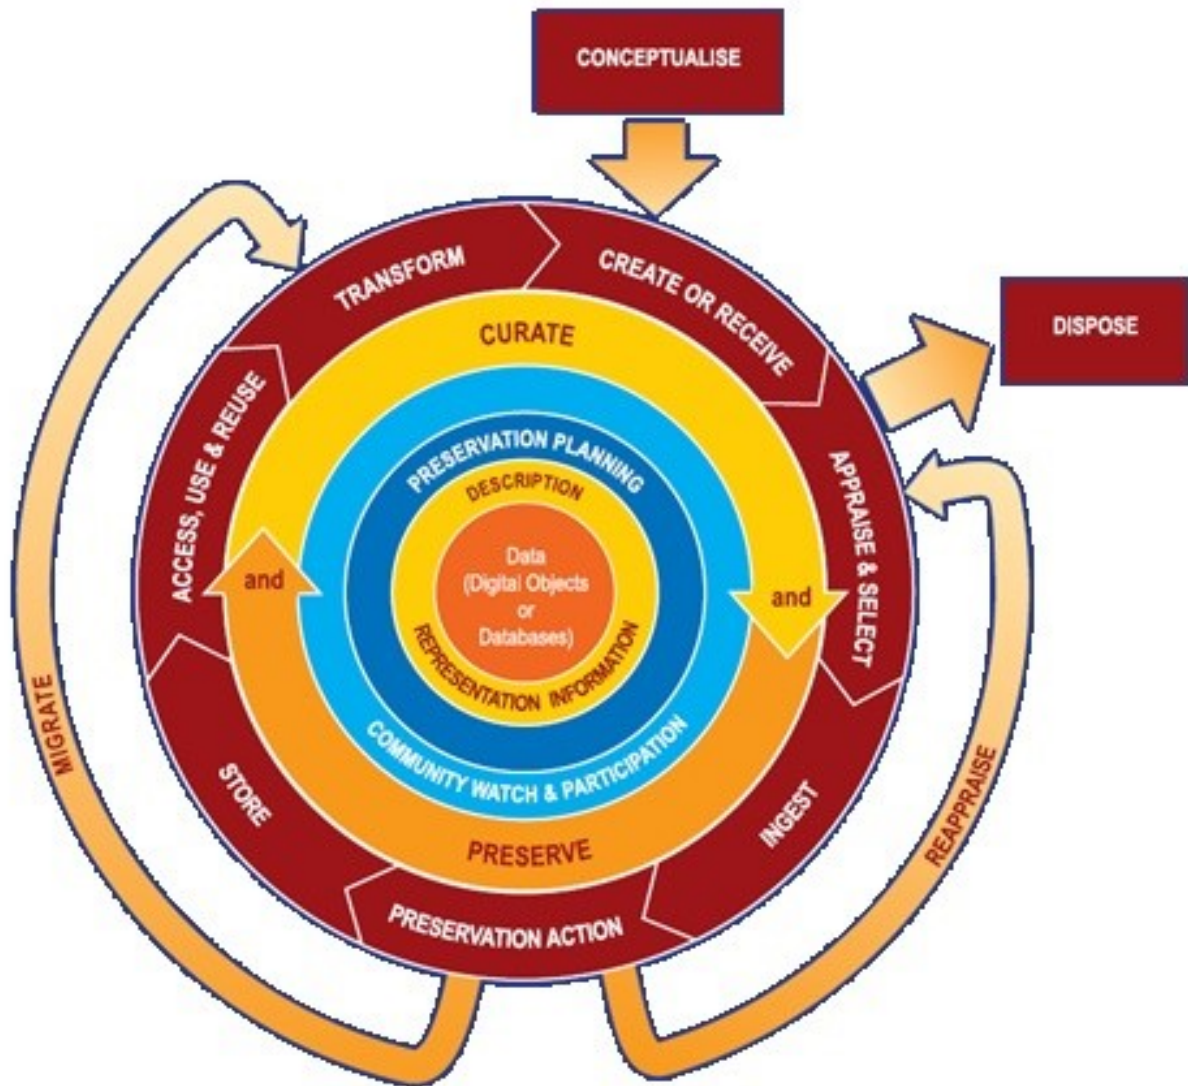 CONCEPTUALISE
TRANSFORM
CREATE OR RECEIVE
DISPOSE
CURATE
ACCESS, USE & REUSE
APPRAISE & SELECT
PRESERVATION PLANNING
DESCRIPTION
Data
(Digital Objects
or
Databases)
and
and
REPRESENTATION INFORMATION
COMMUNITY WATCH & PARTICIPATION
MIGRATE
STORE
INGEST
REAPPRAISE
PRESERVE
PRESERVATION ACTION